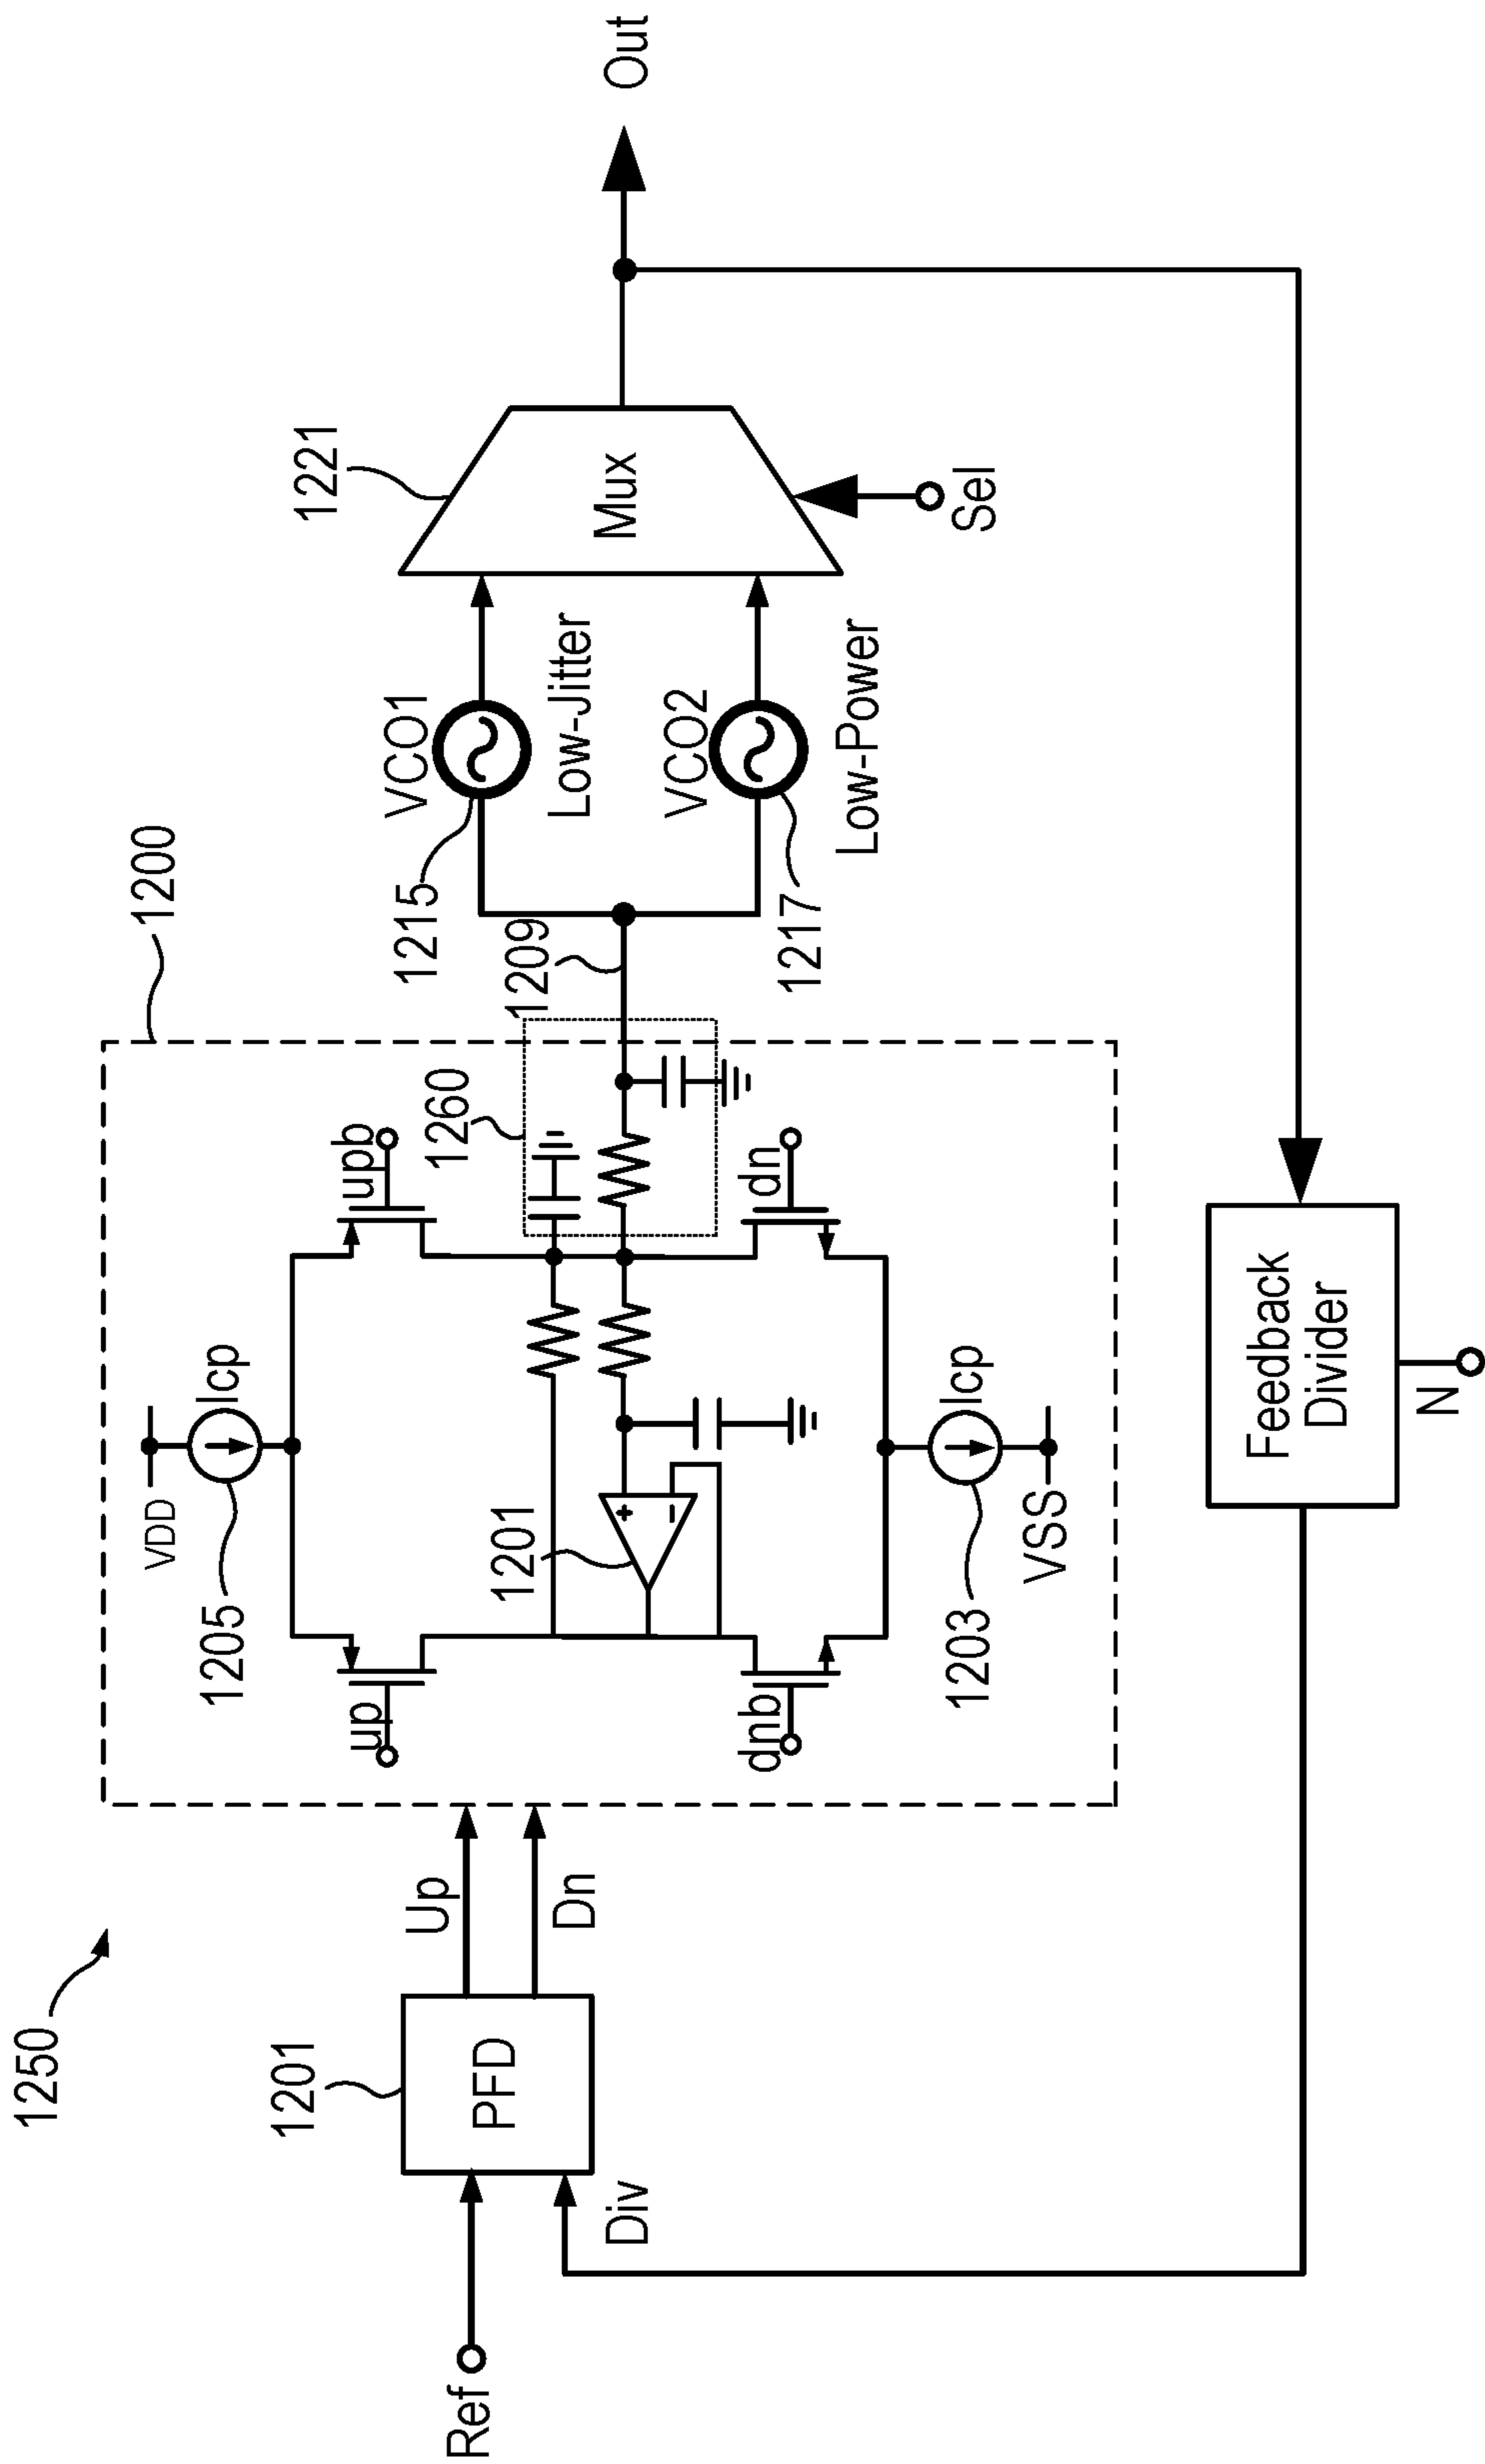 1250
Ref
Div
1201
PFD
Up
Dn
1200
VDD
1205
Icp
up
upb
1201
1260
dnb
dn
1203
Icp
VSS
1209
1215
VCO1
Low-Jitter
1217
VCO2
Low-Power
1221
Mux
Sel
Out
Feedback
Divider
N